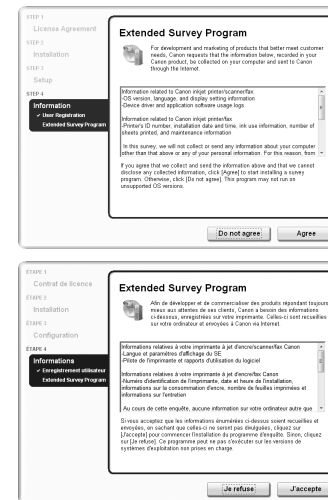 STEP 1
License Agreement
STEP 2
Installation
STEP 3
Setup
STEP 4
Information
✓ User Registration
Extended Survey Program
Extended Survey Program
For development and marketing of products that better meet customer
needs, Canon requests that the information below, recorded in your
Canon product, be collected on your computer and sent to Canon
through the Internet.
Information related to Canon inkjet printer/scanner/fax
-OS version, language, and display setting information
-Device driver and application software usage logs
Information related to Canon inkjet printer/fax
-Printer's ID number, installation date and time, ink use information, number of
sheets printed, and maintenance information
In this survey, we will not collect or send any information about your computer
other than that above or any of your personal information. For this reason, from
If you agree that we collect and send the information above and that we cannot
disclose any collected information, click [Agree] to start installing a survey
program. Otherwise, click [Do not agree]. This program may not run on
unsupported OS versions.
Do not agree
Agree
ÉTAPE 1
Contrat de licence
ÉTAPE 2
Installation
ÉTAPE 3
Configuration
ÉTAPE 4
Informations
✓ Enregistrement utilisateur
Extended Survey Program
Extended Survey Program
Afin de développer et de commercialiser des produits répondant toujours
mieux aux attentes de ses clients, Canon a besoin des informations
ci-dessous, enregistrées sur votre imprimante. Celles-ci sont recueillies
sur votre ordinateur et envoyées à Canon via Internet.
Informations relatives à votre imprimante à jet d'encre/scanner/fax Canon
-Langue et paramètres d'affichage du SE
-Pilote de l'imprimante et rapports d'utilisation du logiciel
Informations relatives à votre imprimante à jet d'encre/fax Canon
-Numéro d'identification de l'imprimante, date et heure de l'installation,
informations sur la consommation d'encre, nombre de feuilles imprimées et
informations sur l'entretien
Au cours de cette enquête, aucune information sur votre ordinateur autre que
Si vous acceptez que les informations énumérées ci-dessus soient recueillies et
envoyées, en sachant que celles-ci ne seront pas divulguées, cliquez sur
[J'accepte] pour commencer l'installation du programme d'enquête. Sinon, cliquez
sur [Je refuse]. Ce programme peut ne pas s'exécuter sur les versions de
systèmes d'exploitation non prises en charge.
Je refuse
J'accepte